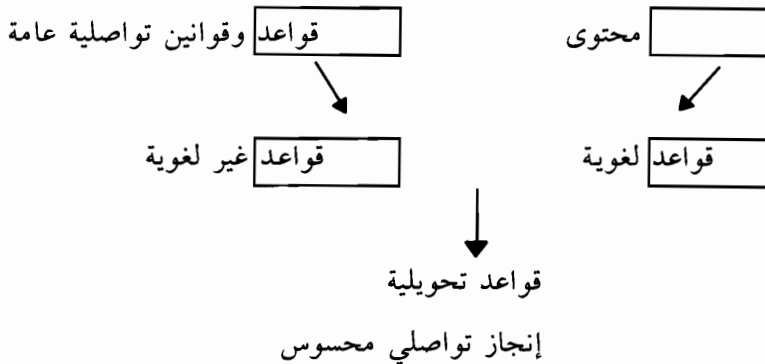 محتوى
قواعد وقوانين تواصلية عامة
قواعد لغوية
قواعد غير لغوية
قواعد تحويلية
إنجاز تواصلي محسوس